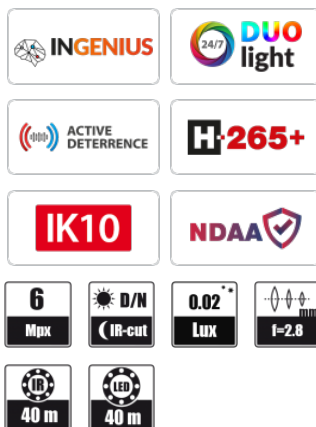 INGENIUS
24/7 DUO
light
ACTIVE
DETERRENCE
H.265+
IK10
NDAA
6
Mpx
D/N
IR-cut
0.02
Lux
f=2.8
IR
40 m
LED
40 m